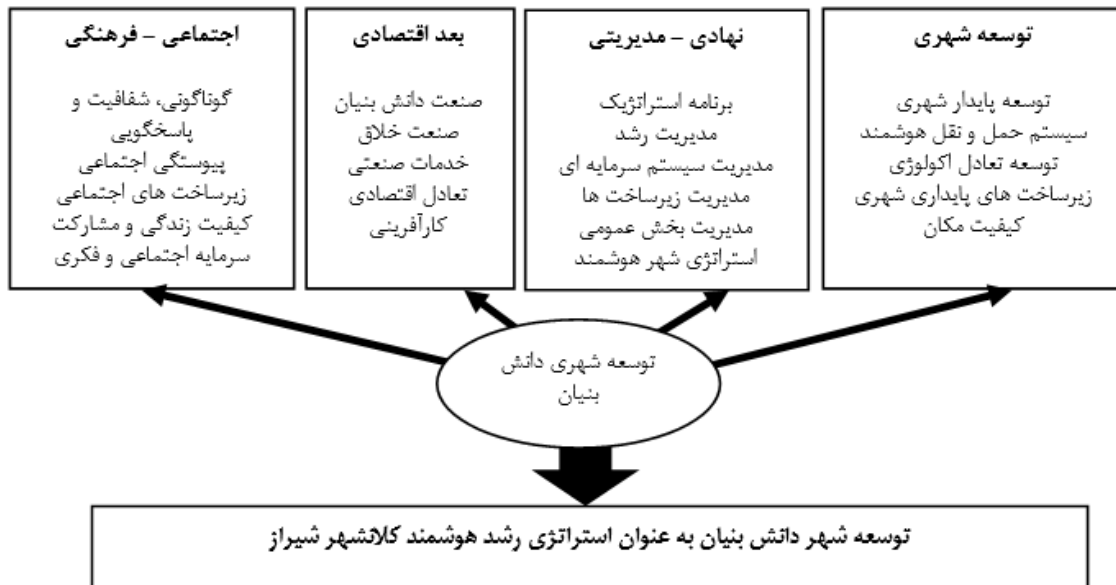 توسعه شهری
توسعه پایدار شهری
سیستم حمل و نقل هوشمند
توسعه تعادل اکولوژی
زیرساخت های پایداری شهری
کیفیت مکان
نهادی – مدیریتی
برنامه استراتژیک
مدیریت رشد
مدیریت سیستم سرمایه ای
مدیریت زیرساخت ها
مدیریت بخش عمومی
استراتژی شهر هوشمند
بعد اقتصادی
صنعت دانش بنیان
صنعت خلاق
خدمات صنعتی
تعادل اقتصادی
کارآفرینی
اجتماعی – فرهنگی
گوناگونی، شفافیت و
پاسخگویی
پیوستگی اجتماعی
زیرساخت های اجتماعی
کیفیت زندگی و مشارکت
سرمایه اجتماعی و فکری
توسعه شهری دانش
بنیان
توسعه شهر دانش بنیان به عنوان استراتژی رشد هوشمند کلانشهر شیراز